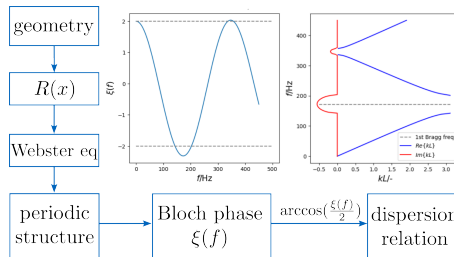 geometry
R(x)
Webster eq
periodic
structure
Bloch phase
ξ(f)
arccos(ξ(f)/2)
dispersion
relation
ξ(f)
2
1
0
−1
−2
0 100 200 300 400 500
f/Hz
f/Hz
400
300
200
100
0
−0.5 0.0 0.5 1.0 1.5 2.0 2.5 3.0
kL/-
1st Bragg freq
Re{kL}
Im{kL}